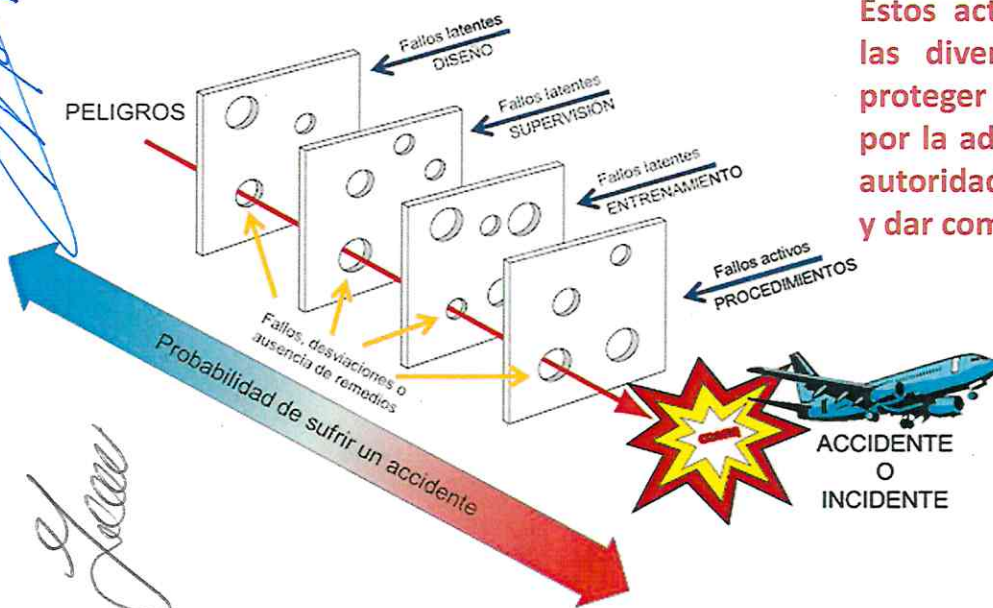 Estos act
las diver
proteger
por la ad
autoridad
y dar com
Fallos latentes
DISEÑO
Fallos latentes
SUPERVISIÓN
Fallos latentes
ENTRENAMIENTO
Fallos activos
PROCEDIMIENTOS
PELIGROS
Fallos, desviaciones o
ausencia de remedios
Probabilidad de sufrir un accidente
ACCIDENTE
O
INCIDENTE